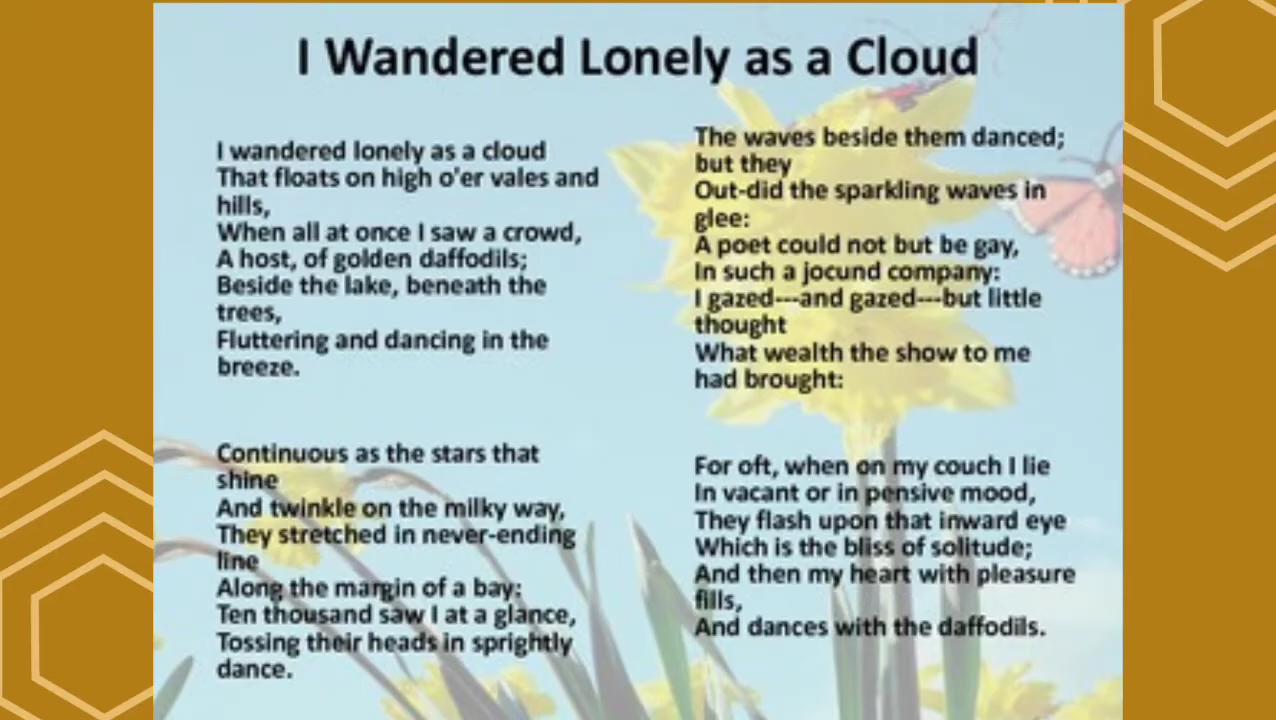 I Wandered Lonely as a Cloud
I wandered lonely as a cloud
That floats on high o'er vales and
hills,
When all at once I saw a crowd,
A host, of golden daffodils;
Beside the lake, beneath the
trees,
Fluttering and dancing in the
breeze.
Continuous as the stars that
shine
And twinkle on the milky way,
They stretched in never-ending
line
Along the margin of a bay:
Ten thousand saw I at a glance,
Tossing their heads in sprightly
dance.
The waves beside them danced;
but they
Out-did the sparkling waves in
glee:
A poet could not but be gay,
In such a jocund company:
I gazed---and gazed---but little
thought
What wealth the show to me
had brought:
For oft, when on my couch I lie
In vacant or in pensive mood,
They flash upon that inward eye
Which is the bliss of solitude;
And then my heart with pleasure
fills,
And dances with the daffodils.